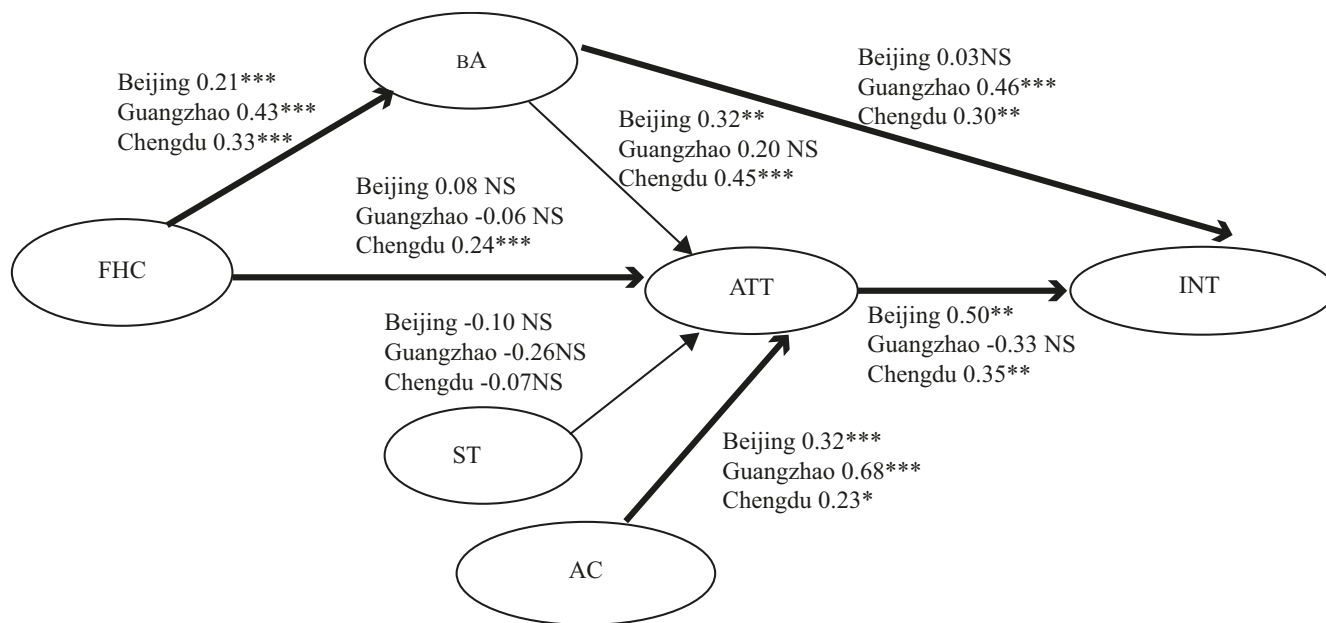 BA
Beijing 0.21***
Guangzhao 0.43***
Chengdu 0.33***
Beijing 0.03NS
Guangzhao 0.46***
Chengdu 0.30**
Beijing 0.32**
Guangzhao 0.20 NS
Chengdu 0.45***
Beijing 0.08 NS
Guangzhao -0.06 NS
Chengdu 0.24***
FHC
ATT
INT
Beijing -0.10 NS
Guangzhao -0.26NS
Chengdu -0.07NS
Beijing 0.50**
Guangzhao -0.33 NS
Chengdu 0.35**
ST
Beijing 0.32***
Guangzhao 0.68***
Chengdu 0.23*
AC